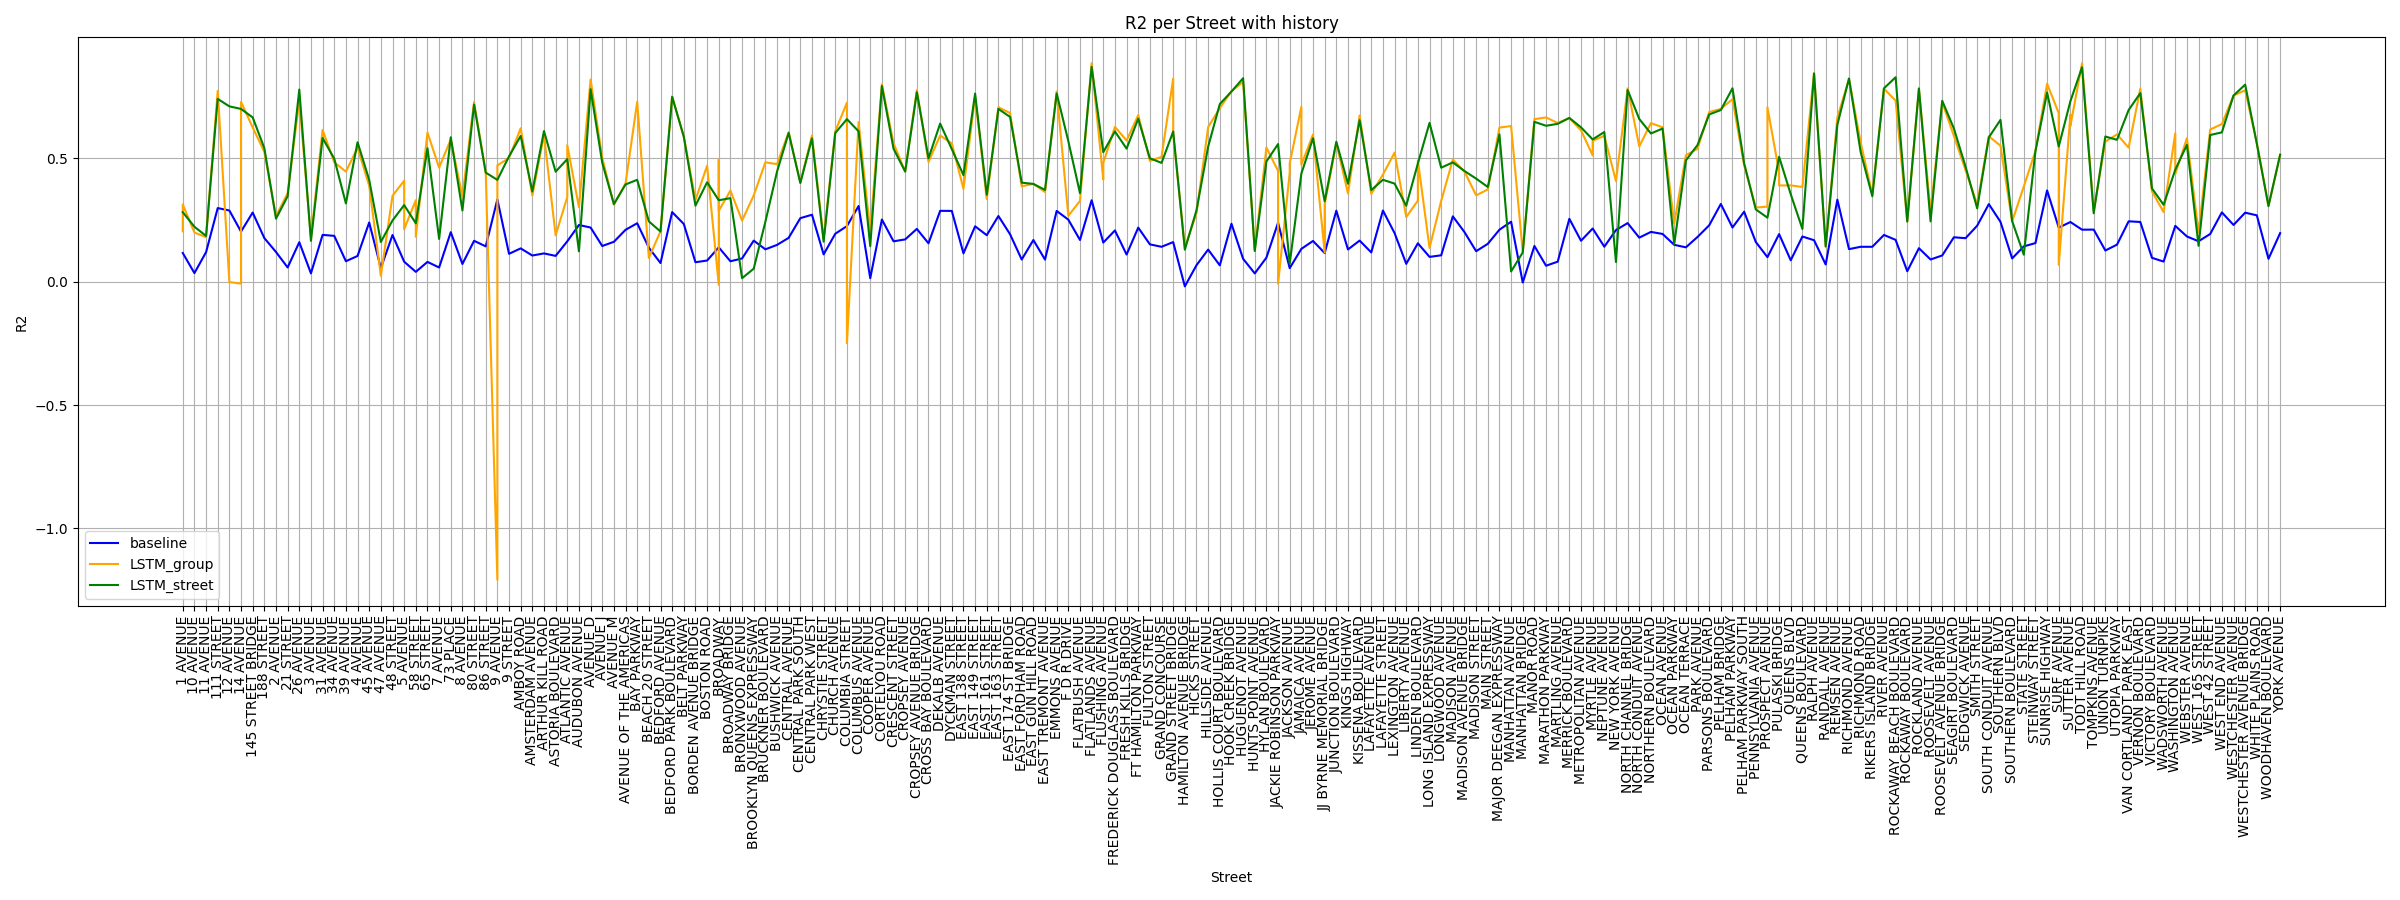 R2 per Street with history
R2
0.5
0.0
−0.5
−1.0
baseline
LSTM_group
LSTM_street
1 AVENUE
10 AVENUE
11 AVENUE
111 STREET
12 AVENUE
14 AVENUE
145 STREET BRIDGE
188 STREET
2 AVENUE
21 STREET
26 AVENUE
3 AVENUE
31 AVENUE
34 AVENUE
39 AVENUE
4 AVENUE
45 AVENUE
47 AVENUE
48 STREET
5 AVENUE
58 STREET
65 STREET
7 AVENUE
73 PLACE
8 AVENUE
80 STREET
86 STREET
9 AVENUE
9 STREET
AMBOY ROAD
AMSTERDAM AVENUE
ARTHUR KILL ROAD
ASTORIA BOULEVARD
ATLANTIC AVENUE
AUDUBON AVENUE
AVENUE D
AVENUE J
AVENUE M
AVENUE OF THE AMERICAS
BAY PARKWAY
BEACH 20 STREET
BEDFORD AVENUE
BEDFORD PARK BOULEVARD
BELT PARKWAY
BORDEN AVENUE BRIDGE
BOSTON ROAD
BROADWAY
BROADWAY BRIDGE
BRONXWOOD AVENUE
BROOKLYN QUEENS EXPRESSWAY
BRUCKNER BOULEVARD
BUSHWICK AVENUE
CENTRAL AVENUE
CENTRAL PARK SOUTH
CENTRAL PARK WEST
CHRYSTIE STREET
CHURCH AVENUE
COLUMBIA STREET
COLUMBUS AVENUE
COOPER AVENUE
CORTELYOU ROAD
CRESCENT STREET
CROPSEY AVENUE
CROPSEY AVENUE BRIDGE
CROSS BAY BOULEVARD
DEKALB AVENUE
DYCKMAN STREET
EAST 138 STREET
EAST 149 STREET
EAST 161 STREET
EAST 17 STREET
EAST 174 ST BRIDGE
EAST FORDHAM ROAD
EAST GUN HILL ROAD
EAST TREMONT AVENUE
EMMONS AVENUE
F D R DRIVE
FLATBUSH AVENUE
FLATLANDS AVENUE
FLUSHING AVENUE
FREDERICK DOUGLASS BOULEVARD
FRESH KILLS BRIDGE
FT HAMILTON PARKWAY
FULTON STREET
GRAND CONCOURSE
GRAND STREET BRIDGE
HAMILTON AVENUE BRIDGE
HICKS STREET
HILLSIDE AVENUE
HOLLIS COURT BOULEVARD
HOOK CREEK BRIDGE
HUGUENOT AVENUE
HUNTS POINT AVENUE
HYLAN BOULEVARD
JACKIE ROBINSON PARKWAY
JACKSON AVENUE
JAMAICA AVENUE
JEROME AVENUE
JJ BYRNE MEMORIAL BRIDGE
JUNCTION BOULEVARD
KINGS HIGHWAY
KISSENA BOULEVARD
LAFAYETTE AVENUE
LAFAYETTE STREET
LEXINGTON AVENUE
LIBERTY AVENUE
LINDEN BOULEVARD
LONG ISLAND EXPRESSWAY
LONGWOOD AVENUE
MADISON AVENUE
MADISON AVENUE BRIDGE
MADISON STREET
MAIN STREET
MAJOR DEEGAN EXPRESSWAY
MANHATTAN AVENUE
MANHATTAN BRIDGE
MANOR ROAD
MARATHON PARKWAY
MARTLING AVENUE
MERRICK BOULEVARD
METROPOLITAN AVENUE
MYRTLE AVENUE
NEPTUNE AVENUE
NEW YORK AVENUE
NORTH CHANNEL BRIDGE
NORTH CONDUIT AVENUE
NORTHERN BOULEVARD
OCEAN AVENUE
OCEAN PARKWAY
OCEAN TERRACE
PARK AVENUE
PARSONS BOULEVARD
PELHAM BRIDGE
PELHAM PARKWAY
PELHAM PARKWAY SOUTH
PENNSYLVANIA AVENUE
PROSPECT AVENUE
PULASKI BRIDGE
QUEENS BLVD
QUEENS BOULEVARD
RALPH AVENUE
RANDALL AVENUE
REMSEN AVENUE
RICHMOND AVENUE
RICHMOND ROAD
RIKERS ISLAND BRIDGE
RIVER AVENUE
ROCKAWAY BEACH BOULEVARD
ROCKAWAY BOULEVARD
ROCKLAND AVENUE
ROOSEVELT AVENUE
ROOSEVELT AVENUE BRIDGE
SEAGIRT BOULEVARD
SEDGWICK AVENUE
SMITH STREET
SOUTH CONDUIT AVENUE
SOUTHERN BLVD
SOUTHERN BOULEVARD
STATE STREET
STEINWAY STREET
SUNRISE HIGHWAY
SURF AVENUE
SUTTER AVENUE
TODT HILL ROAD
TOMPKINS AVENUE
UNION TURNPIKE
UTOPIA PARKWAY
VAN CORTLANDT PARK EAST
VERNON BOULEVARD
VICTORY BOULEVARD
WADSWORTH AVENUE
WASHINGTON AVENUE
WEBSTER AVENUE
WEST 165 STREET
WEST 42 STREET
WEST END AVENUE
WESTCHESTER AVENUE
WESTCHESTER AVENUE BRIDGE
WHITE PLAINS ROAD
WOODHAVEN BOULEVARD
YORK AVENUE
Street